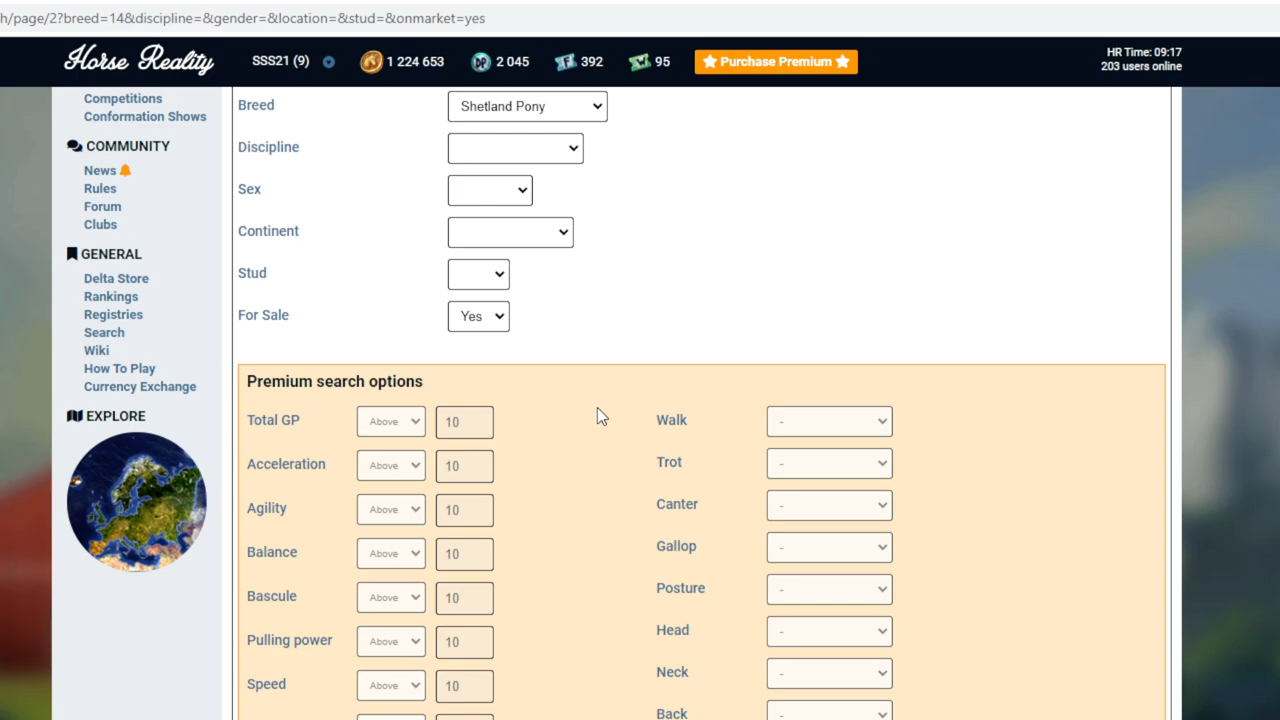 h/page/2?breed=14&discipline=&gender=&location=&stud=&onmarket=yes
Horse Reality SSS21 (9) 1 224 653 DP 2 045 392 95 Purchase Premium HR Time: 09:17
203 users online
Competitions
Conformation Shows
COMMUNITY
News
Rules
Forum
Clubs
GENERAL
Delta Store
Rankings
Registries
Search
Wiki
How To Play
Currency Exchange
EXPLORE
Breed Shetland Pony
Discipline
Sex
Continent
Stud
For Sale Yes
Premium search options
Total GP Above 10 Walk -
Acceleration Above 10 Trot -
Agility Above 10 Canter -
Balance Above 10 Gallop -
Bascule Above 10 Posture -
Pulling power Above 10 Head -
Speed Above 10 Neck -
Back -